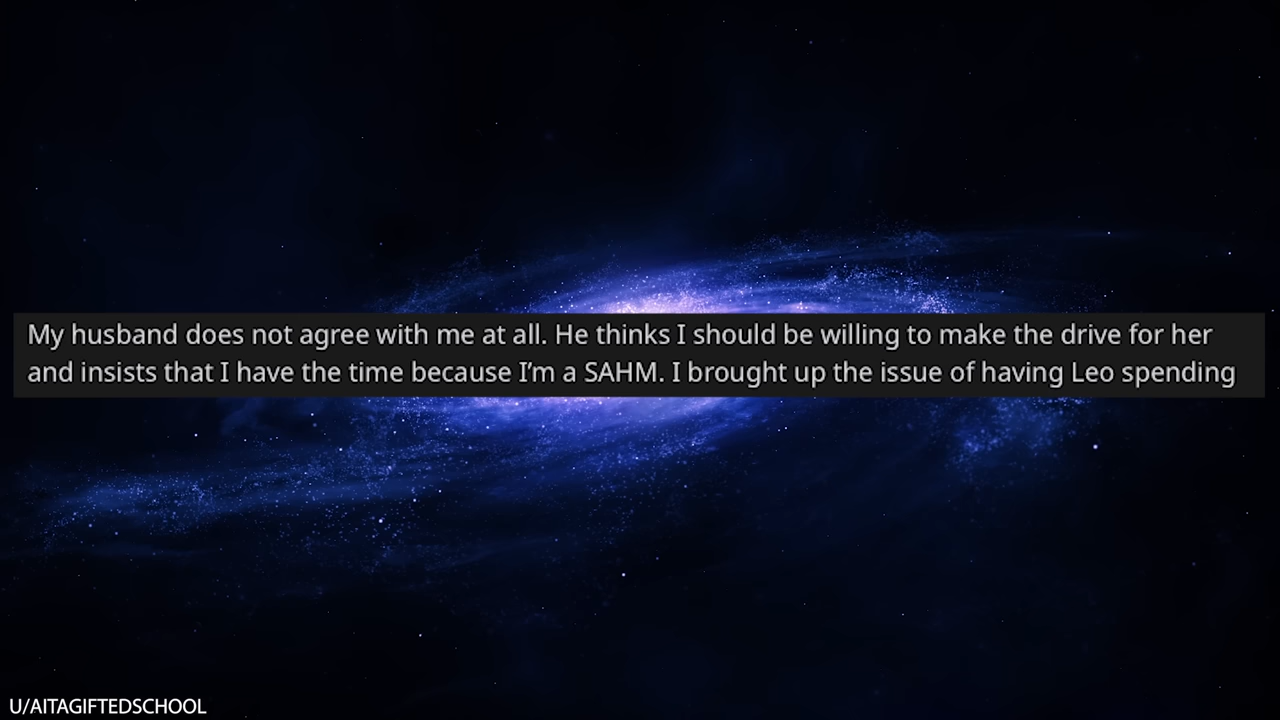 My husband does not agree with me at all. He thinks I should be willing to make the drive for her
and insists that I have the time because I’m a SAHM. I brought up the issue of having Leo spending
U/AITAGIFTEDSCHOOL